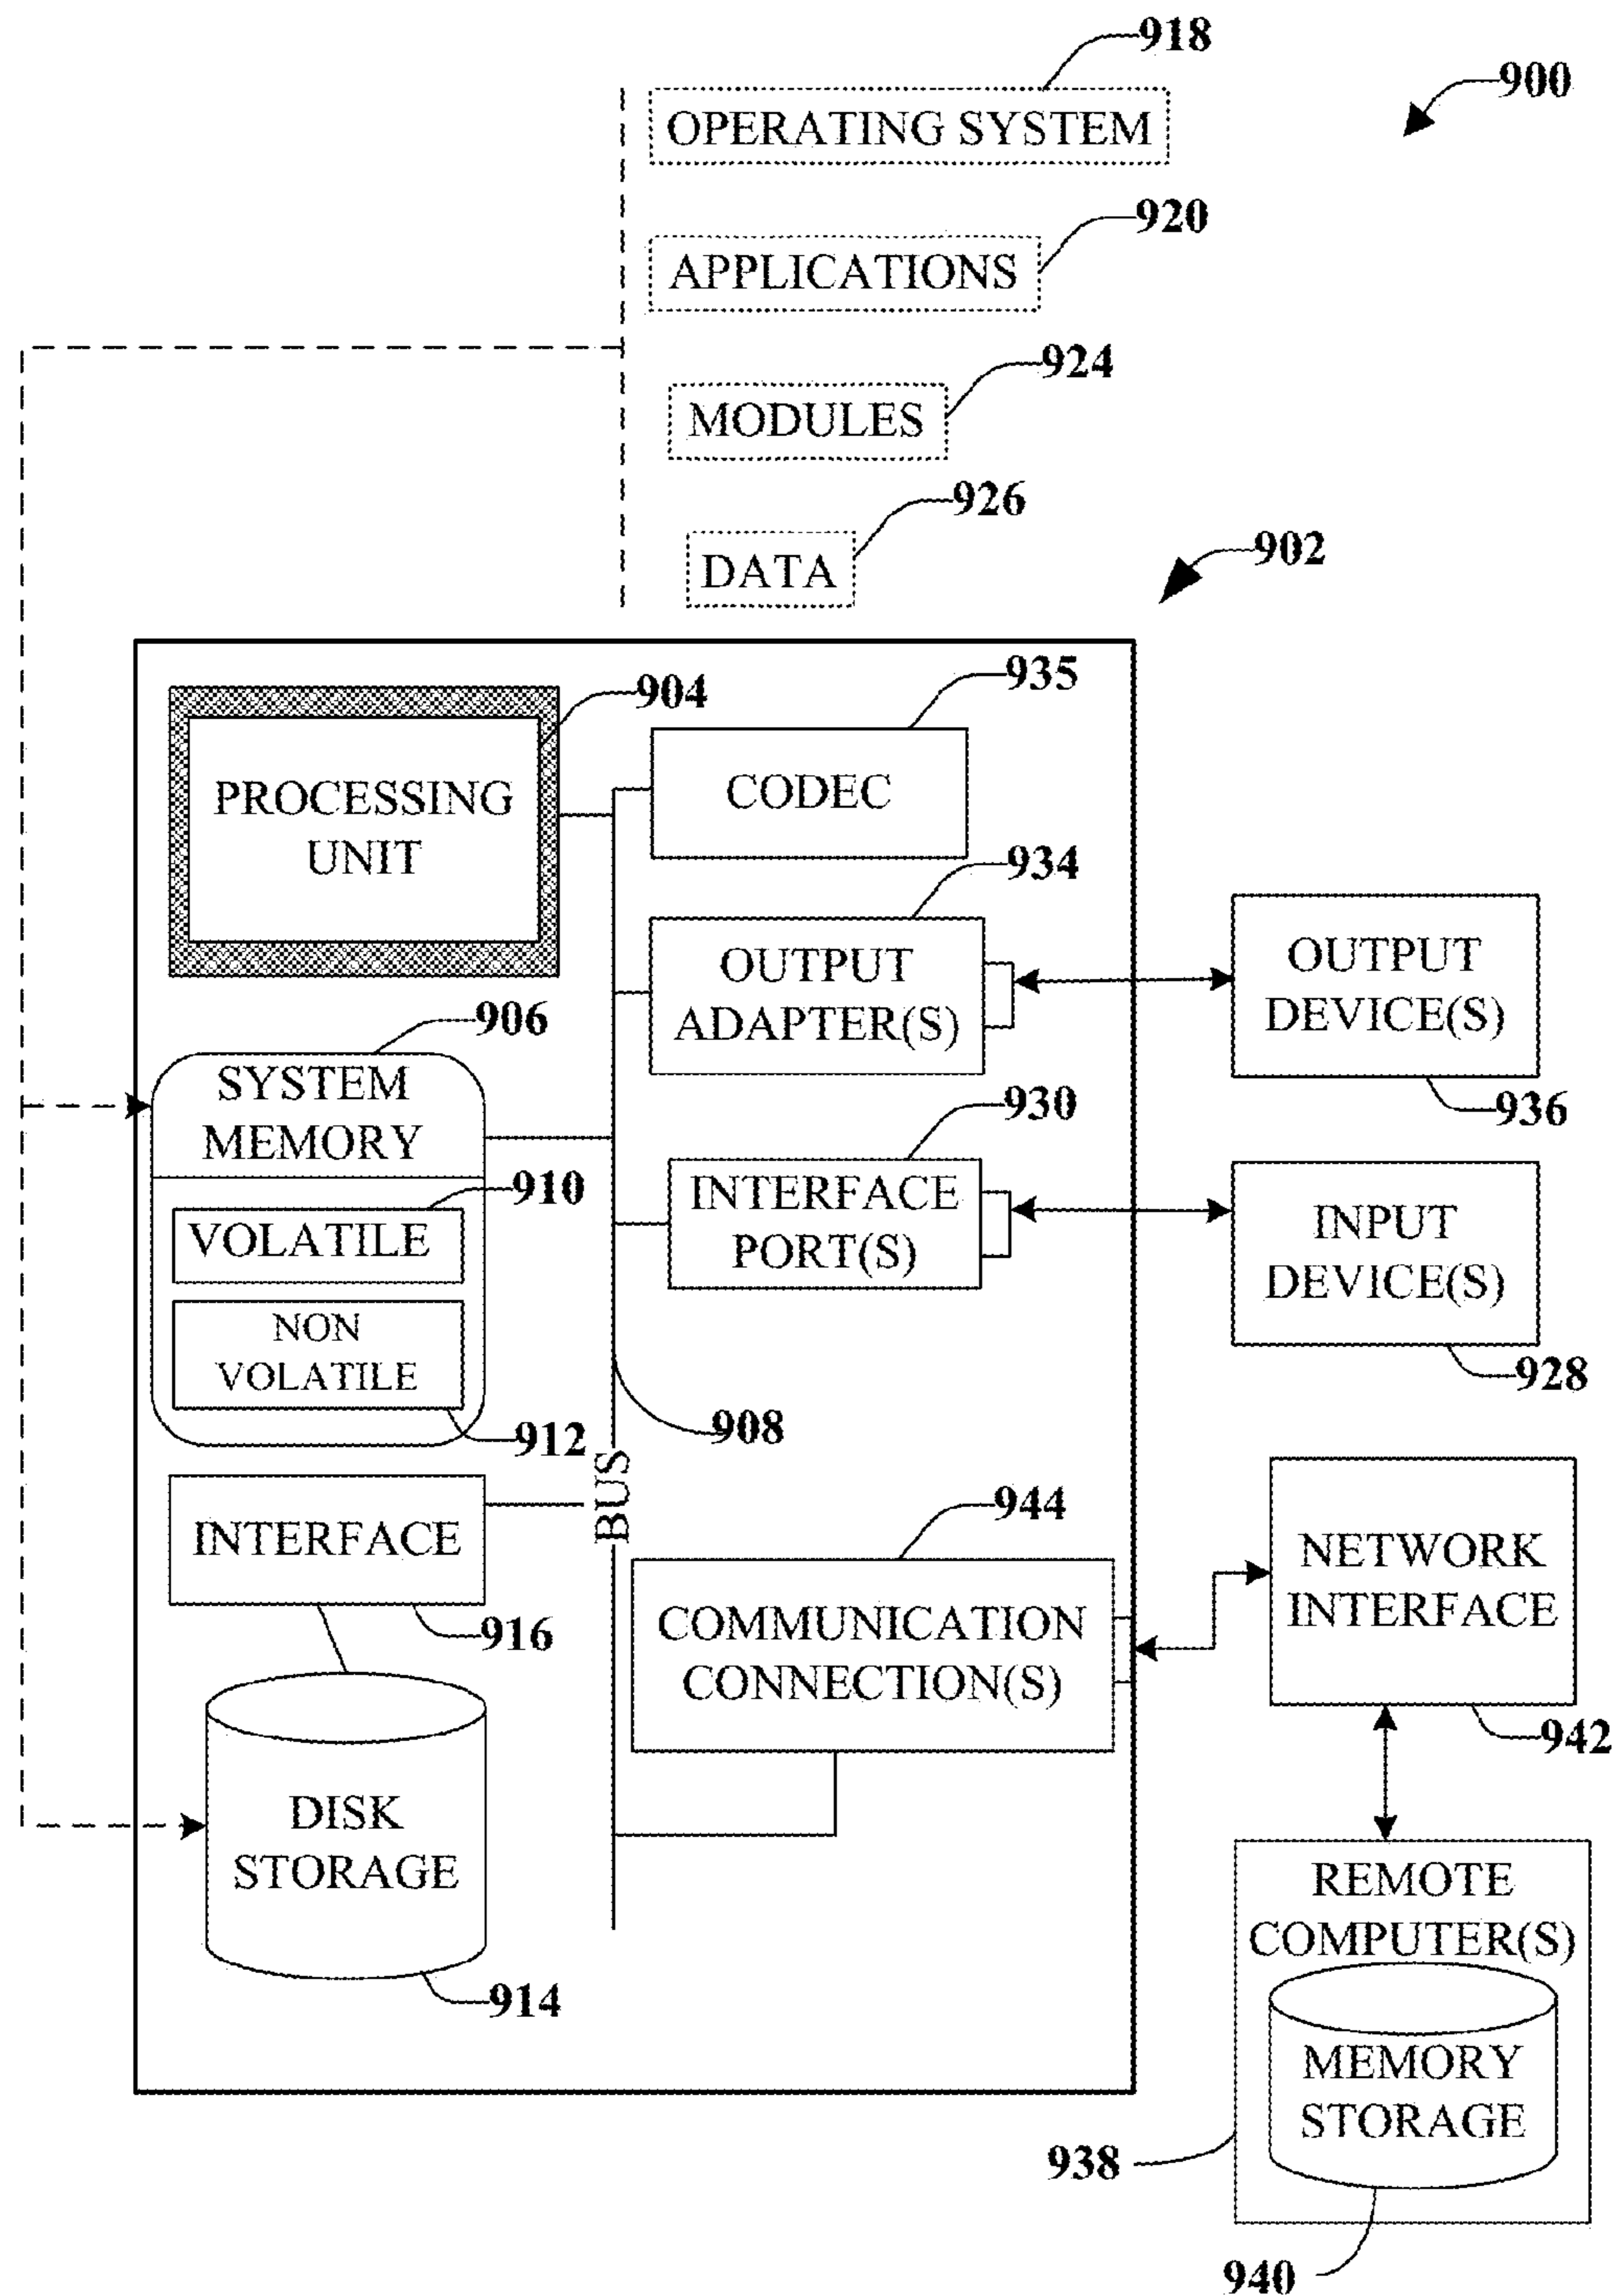 918
900
OPERATING SYSTEM
920
APPLICATIONS
924
MODULES
926
DATA
902
904
PROCESSING
UNIT
935
CODEC
934
OUTPUT
ADAPTER(S)
OUTPUT
DEVICE(S)
936
906
SYSTEM
MEMORY
910
VOLATILE
NON
VOLATILE
912
930
INTERFACE
PORT(S)
INPUT
DEVICE(S)
928
908
BUS
INTERFACE
916
944
COMMUNICATION
CONNECTION(S)
NETWORK
INTERFACE
942
DISK
STORAGE
914
REMOTE
COMPUTER(S)
MEMORY
STORAGE
938
940